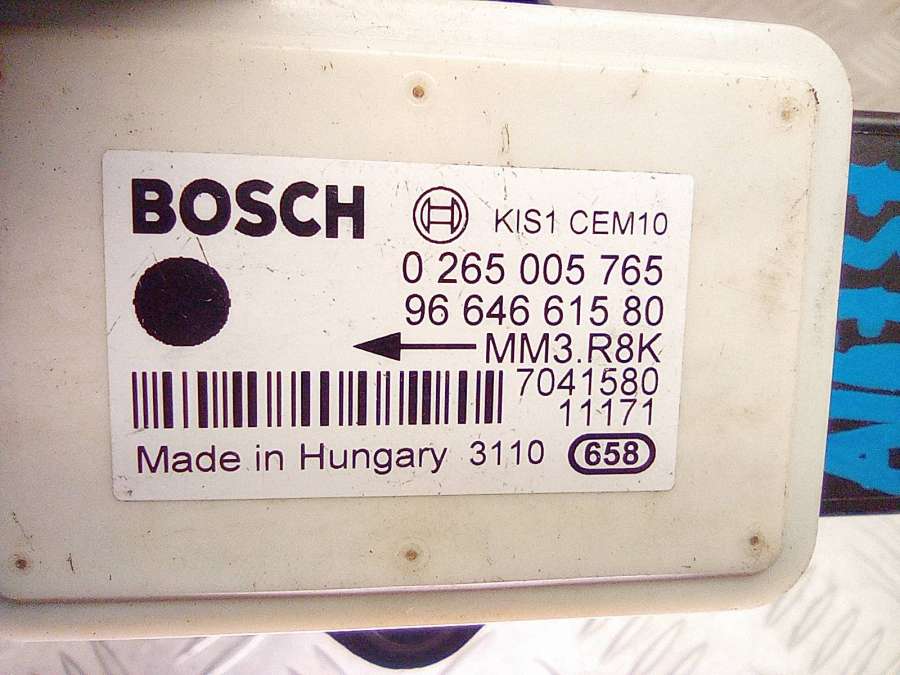 BOSCH
KIS1 CEM10
0 265 005 765
96 646 615 80
MM3.R8K
7041580
11171
Made in Hungary 3110 658